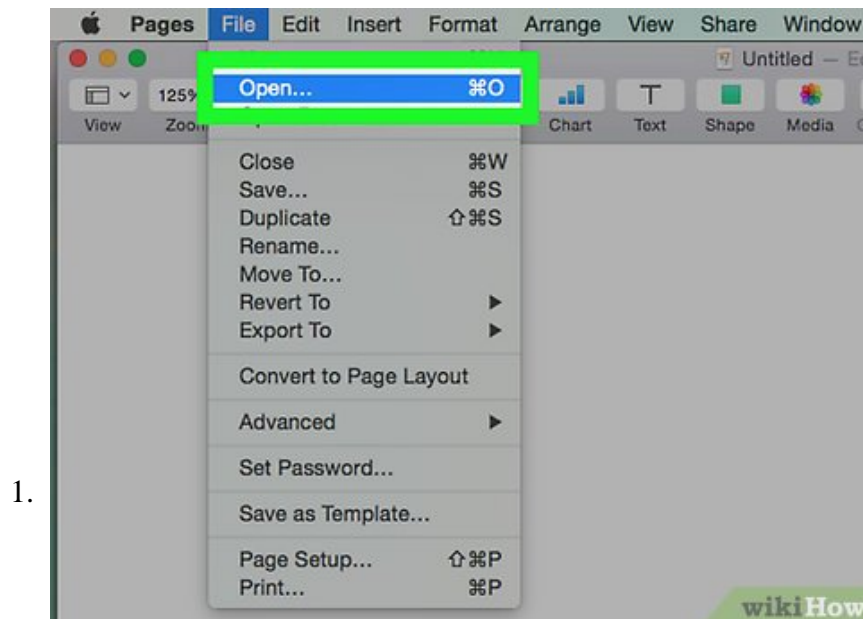 Pages File Edit Insert Format Arrange View Share Window
Untitled —
125%
View Zoom Chart Text Shape Media
Open... ⌘O
Close ⌘W
Save... ⌘S
Duplicate ⇧⌘S
Rename...
Move To...
Revert To ▶
Export To ▶
Convert to Page Layout
Advanced ▶
Set Password...
1.
Save as Template...
Page Setup... ⇧⌘P
Print... ⌘P
wikiHow